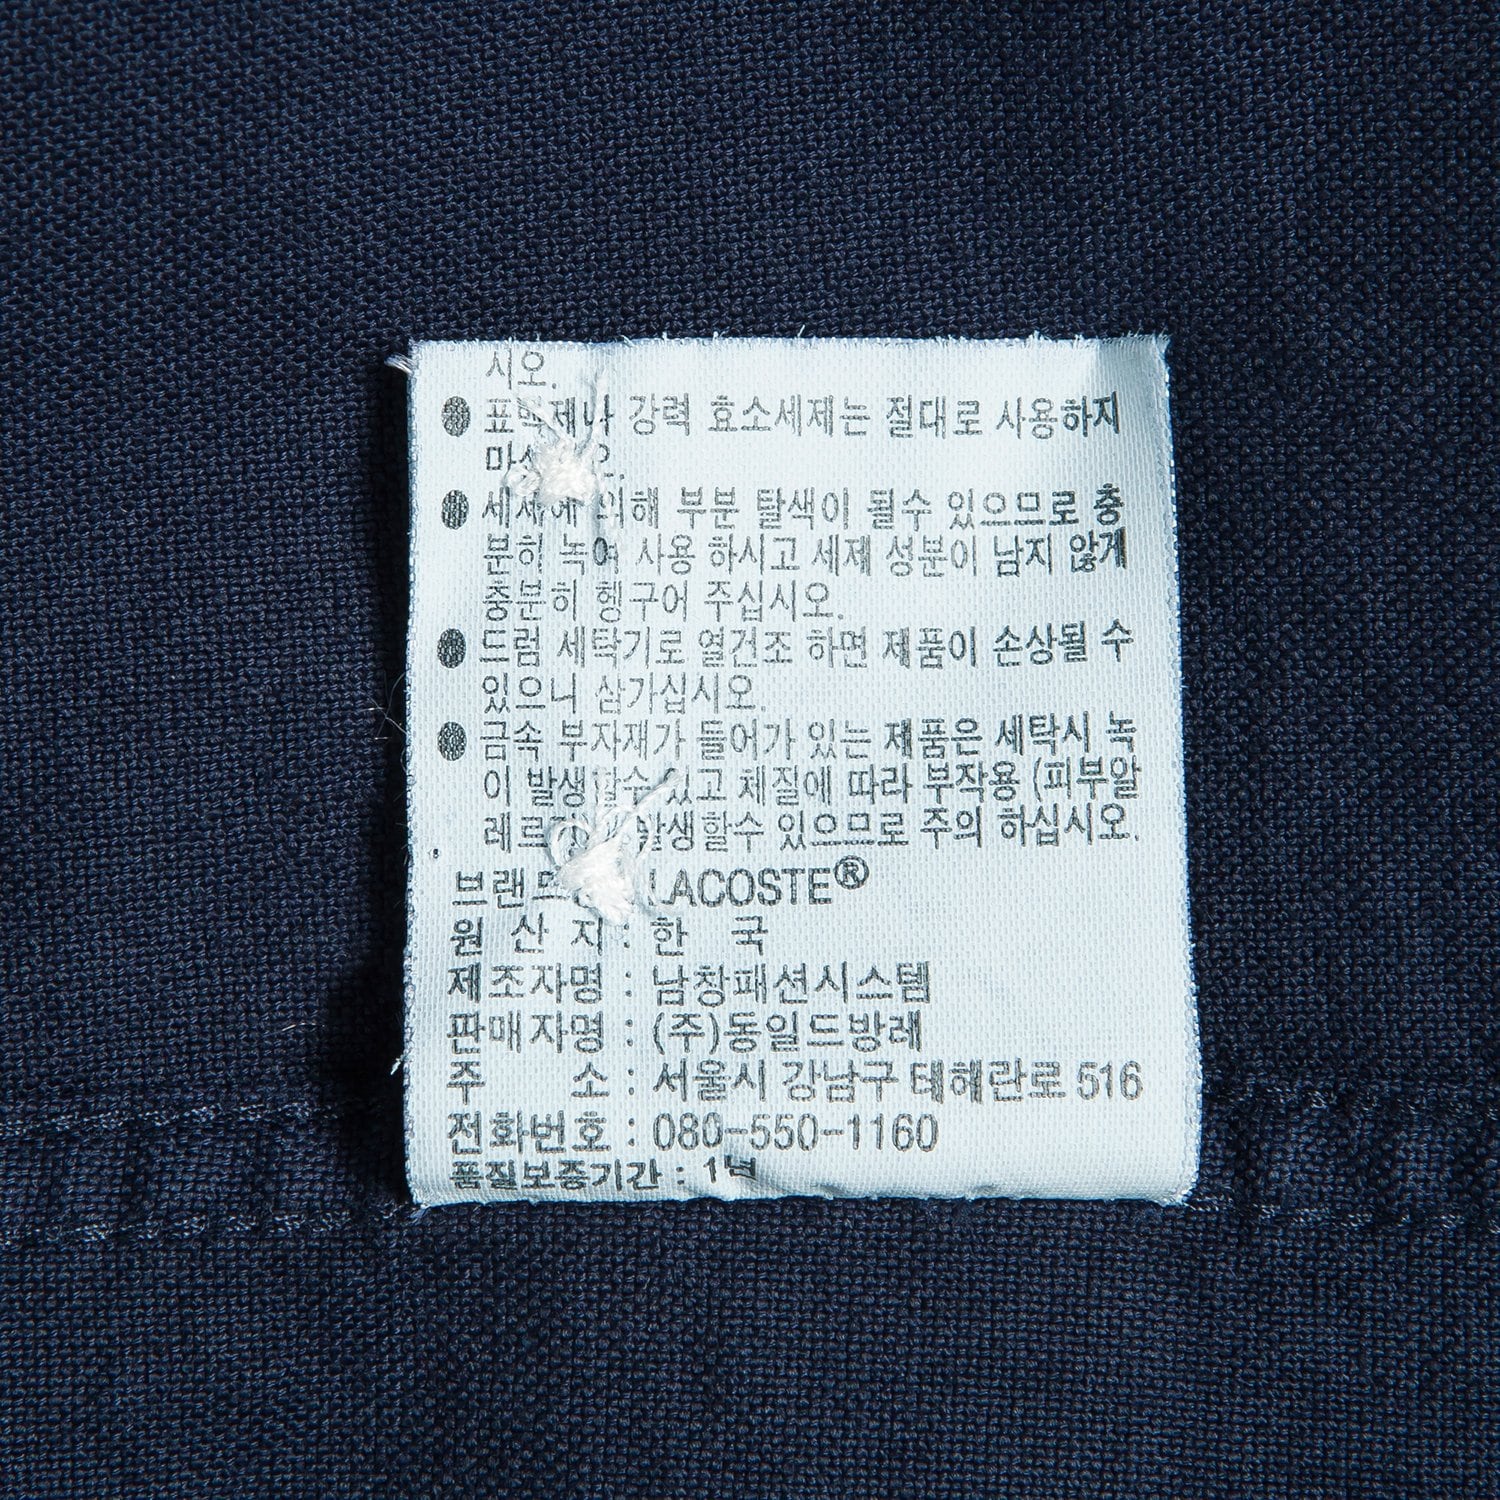 시오.
● 표백제나 강력 효소세제는 절대로 사용하지
마십시오.
● 세제에 의해 부분 탈색이 될수 있으므로 충
분히 녹여 사용 하시고 세제 성분이 남지 않게
충분히 헹구어 주십시오.
● 드럼 세탁기로 열건조 하면 제품이 손상될 수
있으니 삼가십시오.
● 금속 부자재가 들어가 있는 제품은 세탁시 녹
이 발생할수 있고 체질에 따라 부작용 (피부알
발생할수 있으므로 주의 하십시오.
LACOSTE®
원 산 지 : 한 국
제조자명 : 남창패션시스템
판매자명 : (주)동일드방레
주 소 : 서울시 강남구 테헤란로 516
전화번호 : 080-550-1160
품질보증기간 : 1년